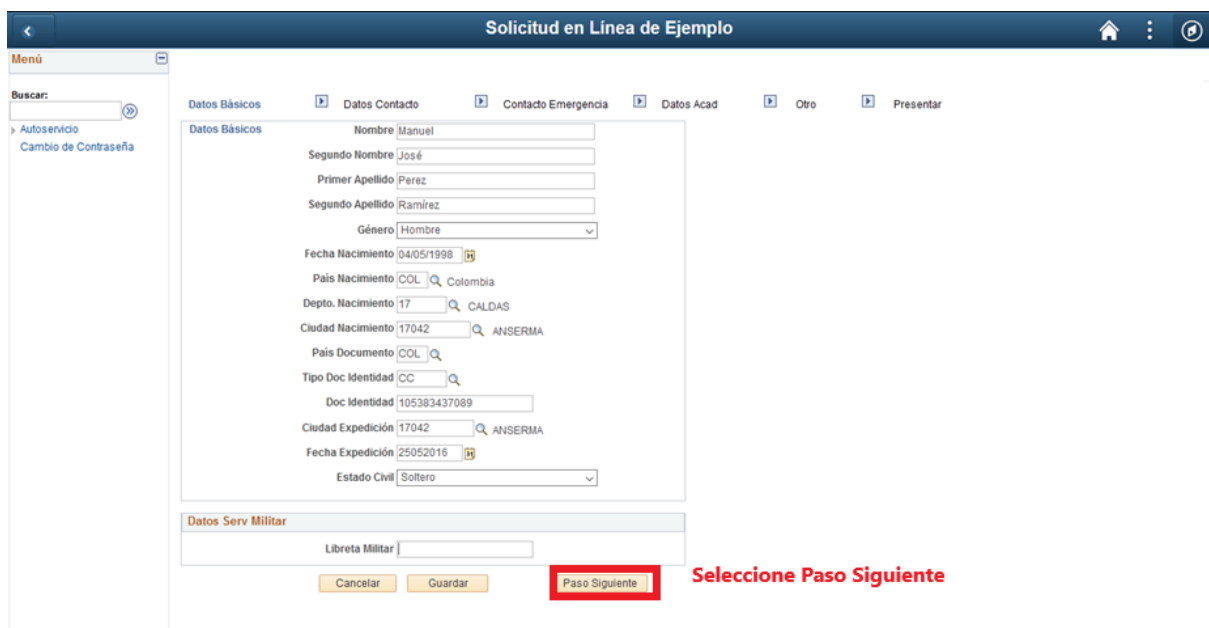 Solicitud en Línea de Ejemplo
Menú
Buscar:
Autoservicio
Cambio de Contraseña
Datos Básicos Datos Contacto Contacto Emergencia Datos Acad Otro Presentar
Datos Básicos
Nombre Manuel
Segundo Nombre José
Primer Apellido Perez
Segundo Apellido Ramírez
Género Hombre
Fecha Nacimiento 04/05/1998
País Nacimiento COL Colombia
Depto. Nacimiento 17 CALDAS
Ciudad Nacimiento 17042 ANSERMA
País Documento COL
Tipo Doc Identidad CC
Doc Identidad 105383437089
Ciudad Expedición 17042 ANSERMA
Fecha Expedición 25052016
Estado Civil Soltero
Datos Serv Militar
Libreta Militar
Cancelar Guardar Paso Siguiente Seleccione Paso Siguiente